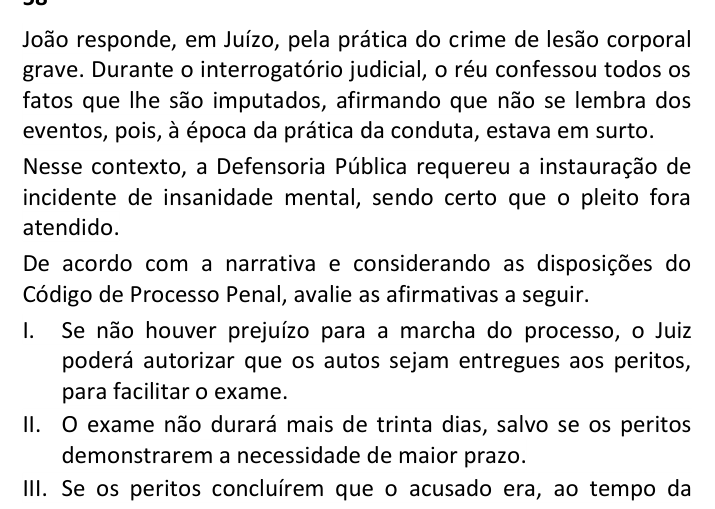 João responde, em Juízo, pela prática do crime de lesão corporal
grave. Durante o interrogatório judicial, o réu confessou todos os
fatos que lhe são imputados, afirmando que não se lembra dos
eventos, pois, à época da prática da conduta, estava em surto.
Nesse contexto, a Defensoria Pública requereu a instauração de
incidente de insanidade mental, sendo certo que o pleito fora
atendido.
De acordo com a narrativa e considerando as disposições do
Código de Processo Penal, avalie as afirmativas a seguir.
I. Se não houver prejuízo para a marcha do processo, o Juiz
poderá autorizar que os autos sejam entregues aos peritos,
para facilitar o exame.
II. O exame não durará mais de trinta dias, salvo se os peritos
demonstrarem a necessidade de maior prazo.
III. Se os peritos concluírem que o acusado era, ao tempo da